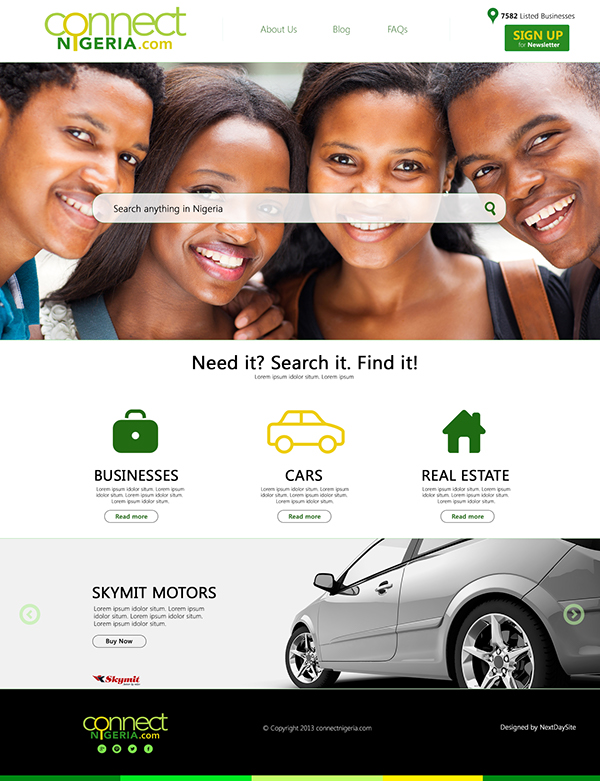 connect
NIGERIA.com
About Us
Blog
FAQs
7582 Listed Businesses
SIGN UP
for Newsletter
Search anything in Nigeria
Need it? Search it. Find it!
Lorem ipsum idolor situm. Lorem ipsum
BUSINESSES
Lorem ipsum idolor situm. Lorem ipsum
idolor situm. Lorem ipsum idolor
situm. Lorem ipsum idolor situm.
Read more
CARS
Lorem ipsum idolor situm. Lorem ipsum
idolor situm. Lorem ipsum idolor
situm. Lorem ipsum idolor situm.
Read more
REAL ESTATE
Lorem ipsum idolor situm. Lorem ipsum
idolor situm. Lorem ipsum idolor
situm. Lorem ipsum idolor situm.
Read more
SKYMIT MOTORS
Lorem ipsum idolor situm. Lorem ipsum
idolor situm. Lorem ipsum idolor
situm. Lorem ipsum idolor situm.
Buy Now
Skymit
connect
NIGERIA.com
© Copyright 2013 connectnigeria.com
Designed by NextDaySite